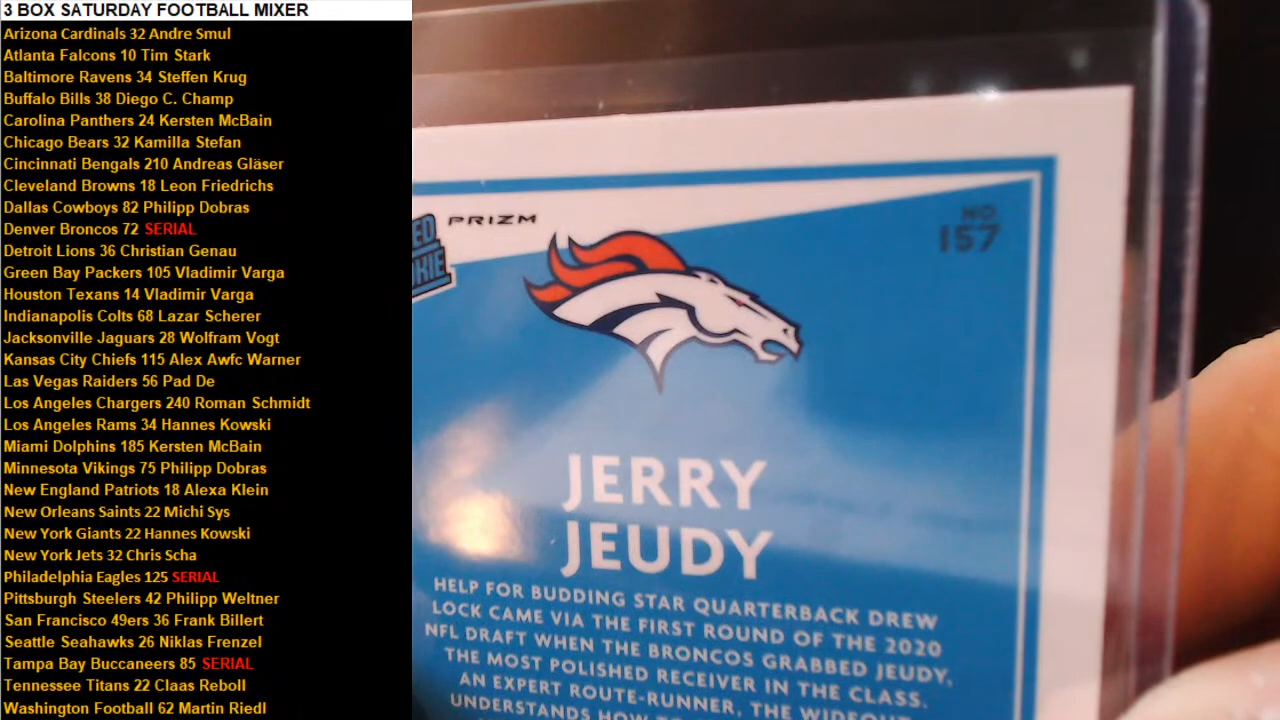 3 BOX SATURDAY FOOTBALL MIXER
Arizona Cardinals 32 Andre Smul
Atlanta Falcons 10 Tim Stark
Baltimore Ravens 34 Steffen Krug
Buffalo Bills 38 Diego C. Champ
Carolina Panthers 24 Kersten McBain
Chicago Bears 32 Kamilla Stefan
Cincinnati Bengals 210 Andreas Gläser
Cleveland Browns 18 Leon Friedrichs
Dallas Cowboys 82 Philipp Dobras
Denver Broncos 72 SERIAL
Detroit Lions 36 Christian Genau
Green Bay Packers 105 Vladimir Varga
Houston Texans 14 Vladimir Varga
Indianapolis Colts 68 Lazar Scherer
Jacksonville Jaguars 28 Wolfram Vogt
Kansas City Chiefs 115 Alex Awfc Warner
Las Vegas Raiders 56 Pad De
Los Angeles Chargers 240 Roman Schmidt
Los Angeles Rams 34 Hannes Kowski
Miami Dolphins 185 Kersten McBain
Minnesota Vikings 75 Philipp Dobras
New England Patriots 18 Alexa Klein
New Orleans Saints 22 Michi Sys
New York Giants 22 Hannes Kowski
New York Jets 32 Chris Scha
Philadelphia Eagles 125 SERIAL
Pittsburgh Steelers 42 Philipp Weltner
San Francisco 49ers 36 Frank Billert
Seattle Seahawks 26 Niklas Frenzel
Tampa Bay Buccaneers 85 SERIAL
Tennessee Titans 22 Claas Reboll
Washington Football 62 Martin Riedl
PRIZM
NO.
157
JERRY
JEUDY
HELP FOR BUDDING STAR QUARTERBACK DREW
LOCK CAME VIA THE FIRST ROUND OF THE 2020
NFL DRAFT WHEN THE BRONCOS GRABBED JEUDY,
THE MOST POLISHED RECEIVER IN THE CLASS.
AN EXPERT ROUTE-RUNNER, THE WIDEOUT
UNDERSTANDS HOW